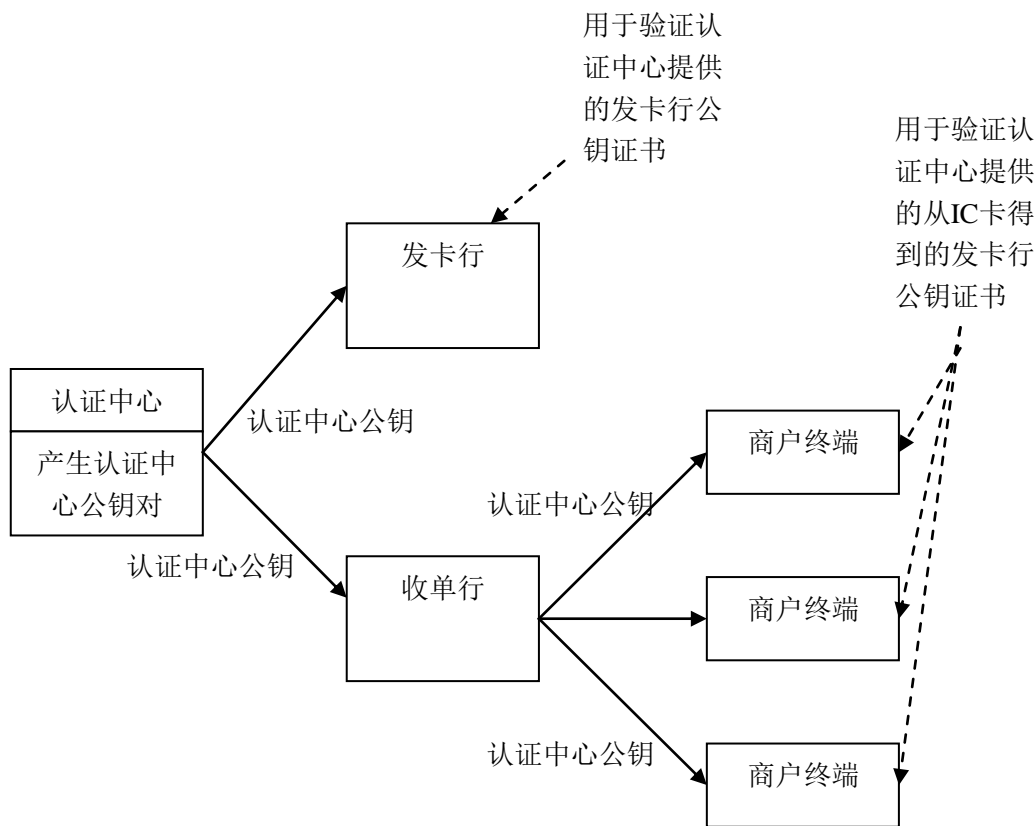 用于验证认
证中心提供
的发卡行公
钥证书
用于验证认
证中心提供
的从IC卡得
到的发卡行
公钥证书
发卡行
认证中心
产生认证中
心公钥对
认证中心公钥
认证中心公钥
收单行
认证中心公钥
商户终端
商户终端
认证中心公钥
商户终端